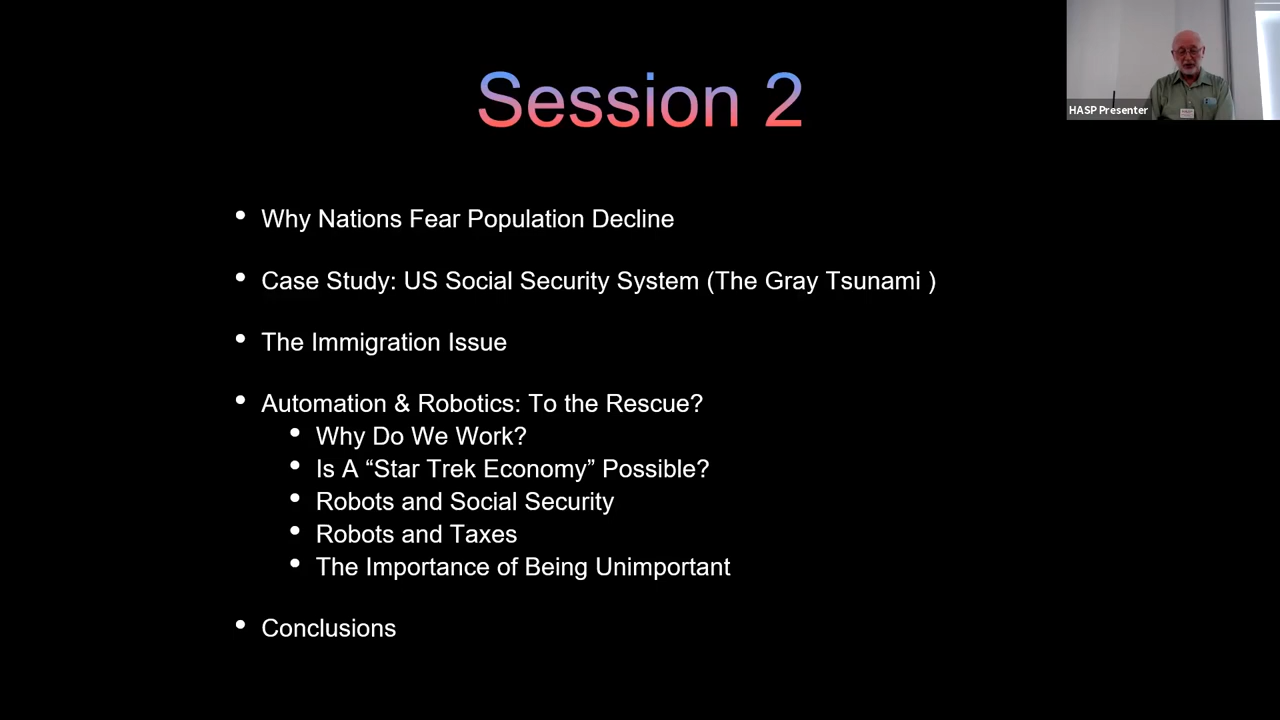 Session 2
HASP Presenter
• Why Nations Fear Population Decline
• Case Study: US Social Security System (The Gray Tsunami )
• The Immigration Issue
• Automation & Robotics: To the Rescue?
• Why Do We Work?
• Is A “Star Trek Economy” Possible?
• Robots and Social Security
• Robots and Taxes
• The Importance of Being Unimportant
• Conclusions